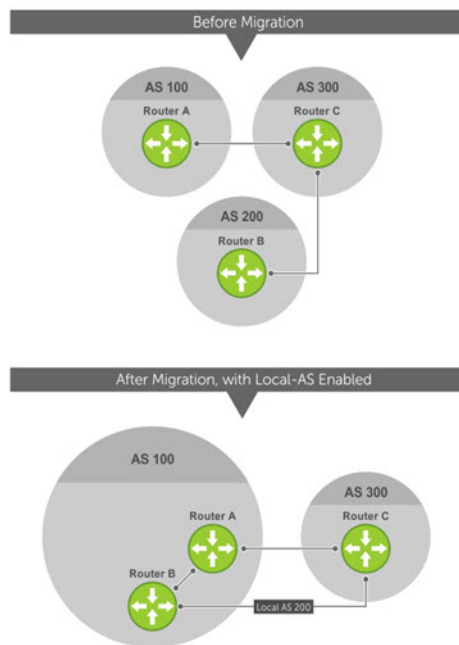 Before Migration
AS 100
AS 300
Router A
Router C
AS 200
Router B
After Migration, with Local-AS Enabled
AS 100
AS 300
Router A
Router C
Router B
Local AS 200